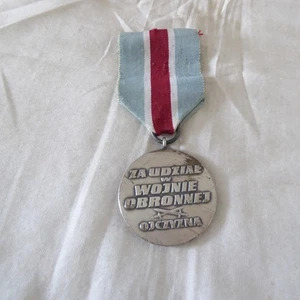 ZA UDZIAŁ
W
WOJNIE
OBRONNEJ
OJCZYZNA